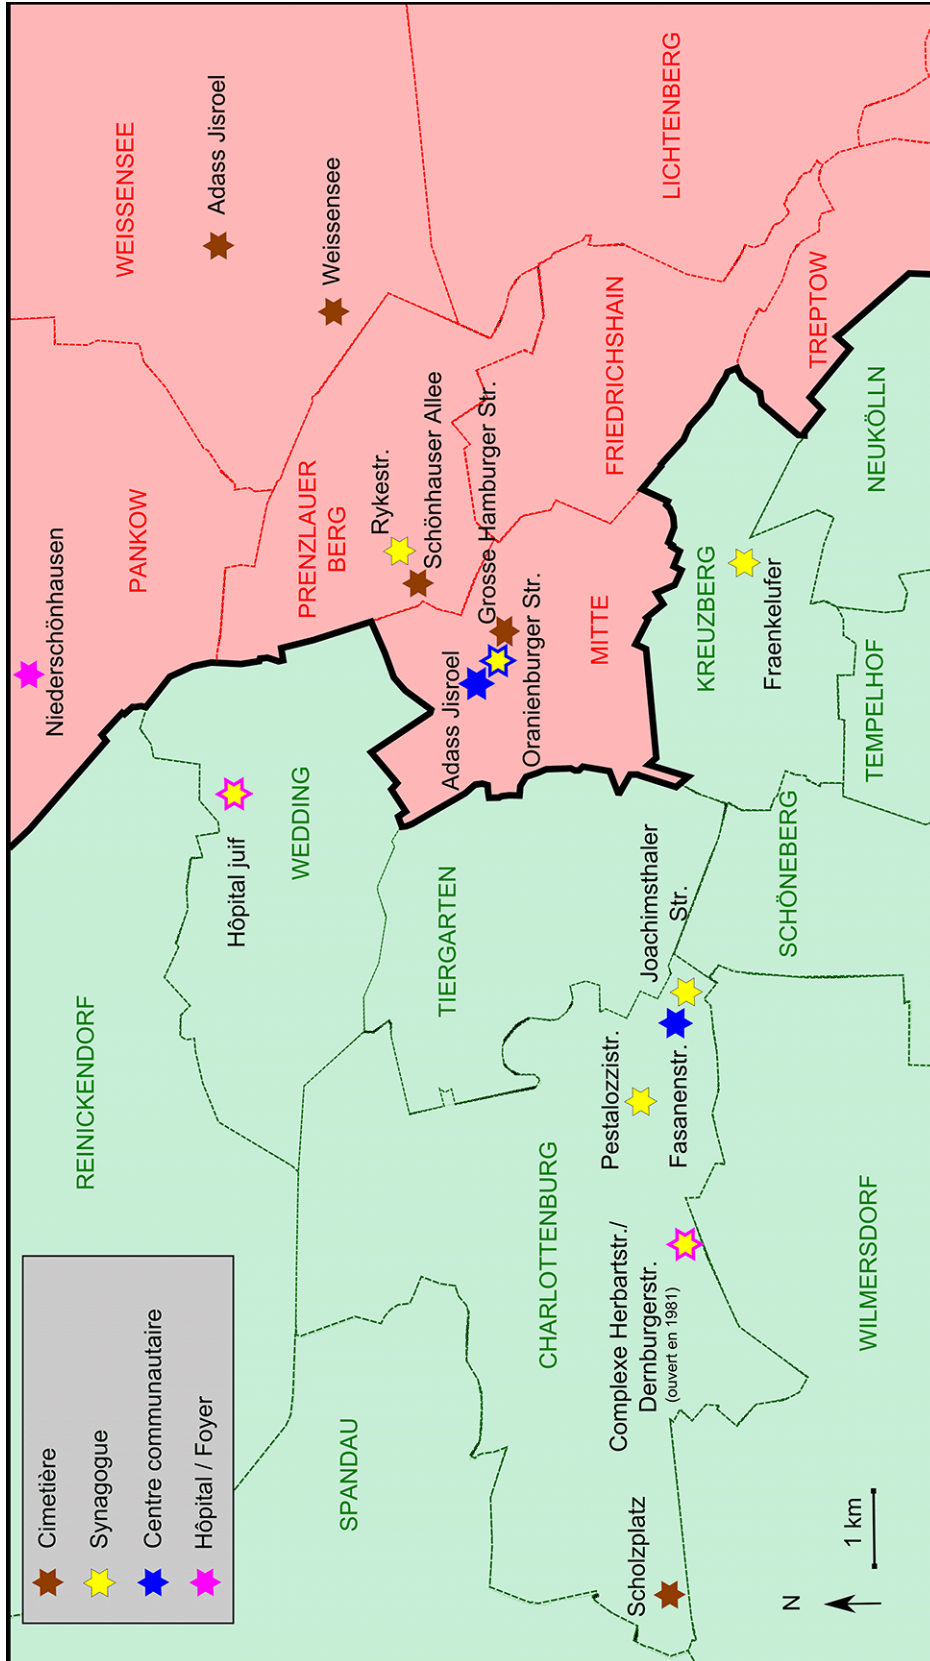 Cimetière
Synagogue
Centre communautaire
Hôpital / Foyer
REINICKENDORF
Niederschönhausen
PANKOW
WEISSENSEE
Adass Jisroel
Hôpital juif
WEDDING
PRENZLAUER
BERG
Weissensee
SPANDAU
Rykestr.
Schönhauser Allee
TIERGARTEN
Adass Jisroel
Grosse Hamburger Str.
Oranienburger Str.
CHARLOTTENBURG
MITTE
FRIEDRICHSHAIN
LICHTENBERG
Pestalozzistr.
Joachimsthaler
Str.
Fasanenstr.
Complexe Herbartstr./
Dernburgerstr.
(ouvert en 1981)
Scholzplatz
KREUZBERG
Fraenkelufer
TREPTOW
SCHÖNEBERG
WILMERSDORF
TEMPELHOF
NEUKÖLLN
N
1 km